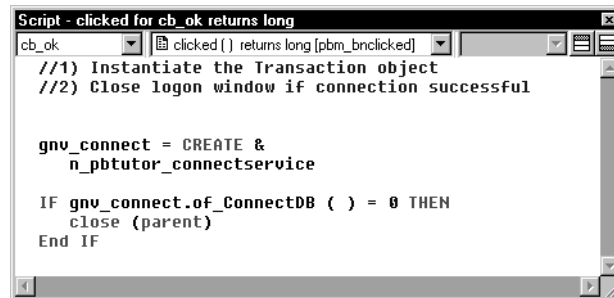 Script - clicked for cb_ok returns long
cb_ok clicked ( ) returns long [pbm_bnclicked]
//1) Instantiate the Transaction object
//2) Close logon window if connection successful
gnv_connect = CREATE &
n_pbtutor_connectservice
IF gnv_connect.of_ConnectDB ( ) = 0 THEN
close (parent)
End IF